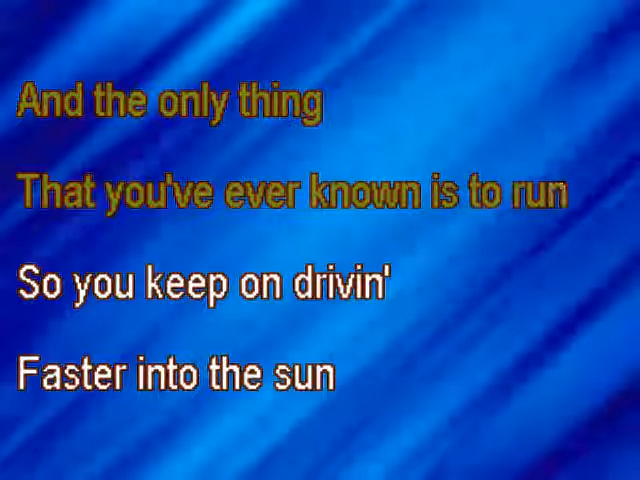 And the only thing
That you've ever known is to run
So you keep on drivin'
Faster into the sun